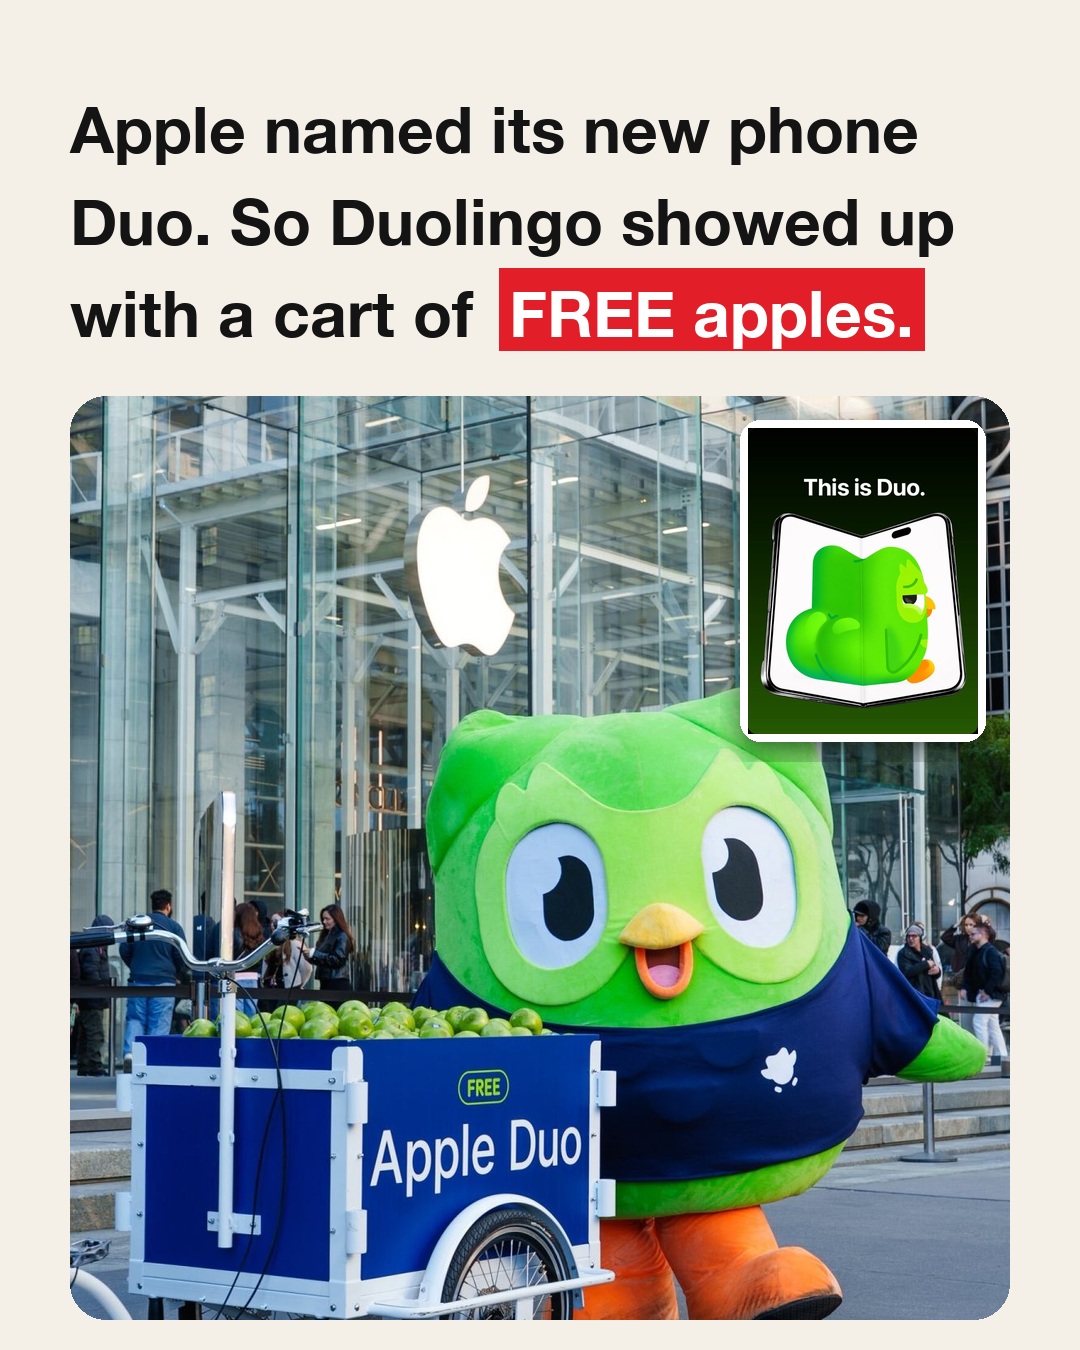 Apple named its new phone
Duo. So Duolingo showed up
with a cart of FREE apples.
This is Duo.
FREE
Apple Duo